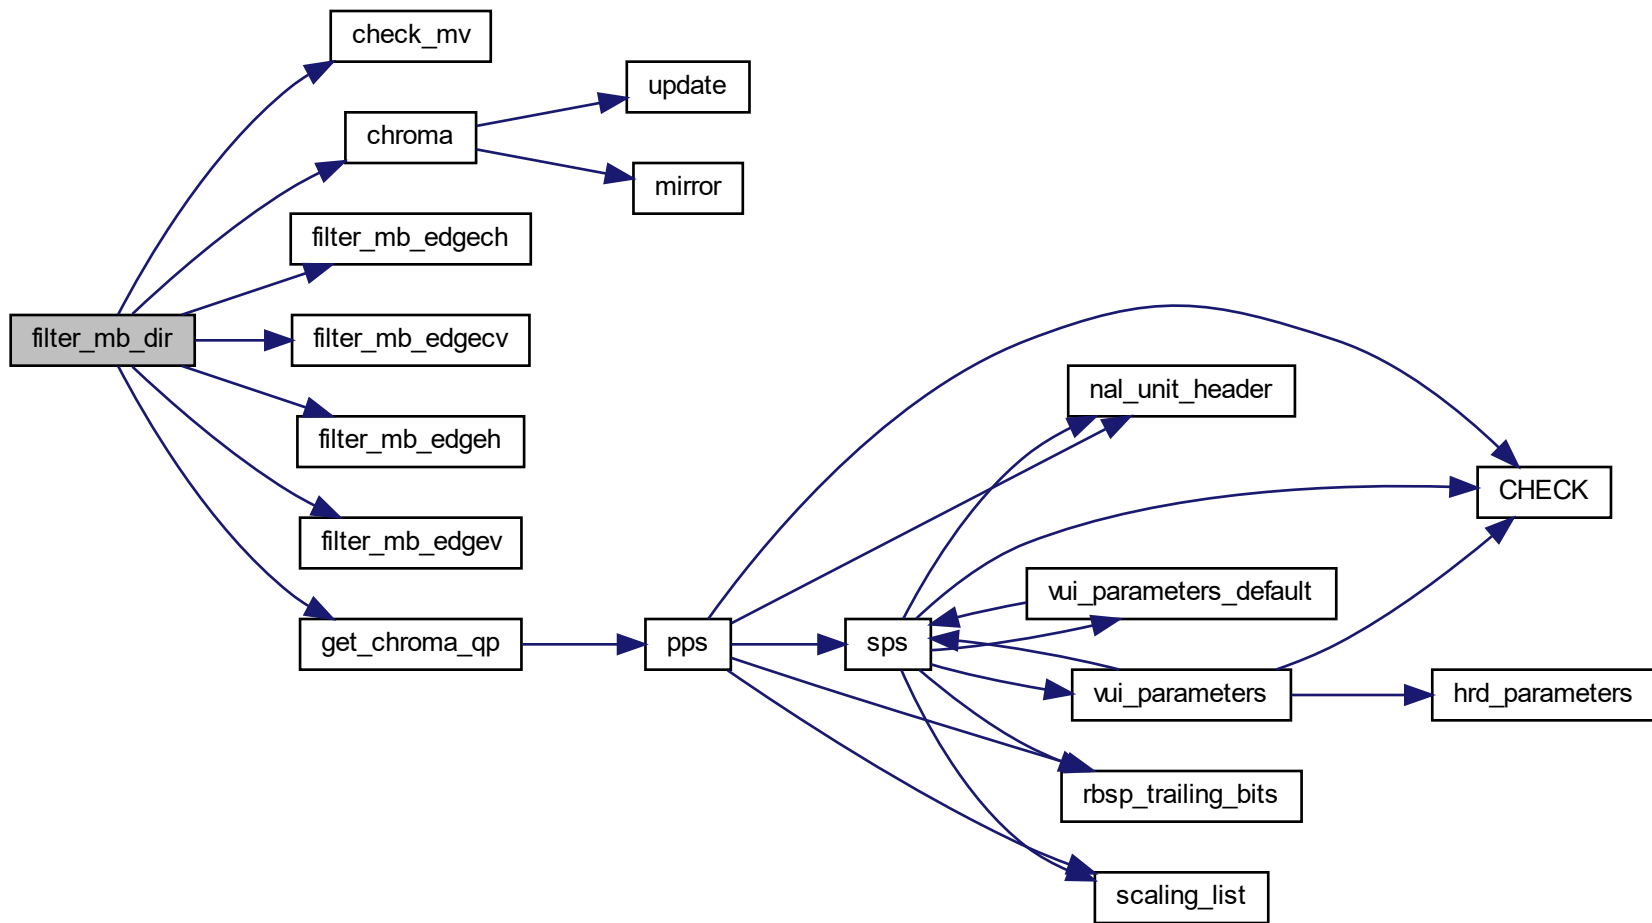 check_mv
update
chroma
mirror
filter_mb_edgech
filter_mb_dir
filter_mb_edgecv
nal_unit_header
filter_mb_edgeh
CHECK
filter_mb_edgev
vui_parameters_default
get_chroma_qp
pps
sps
vui_parameters
hrd_parameters
rbsp_trailing_bits
scaling_list